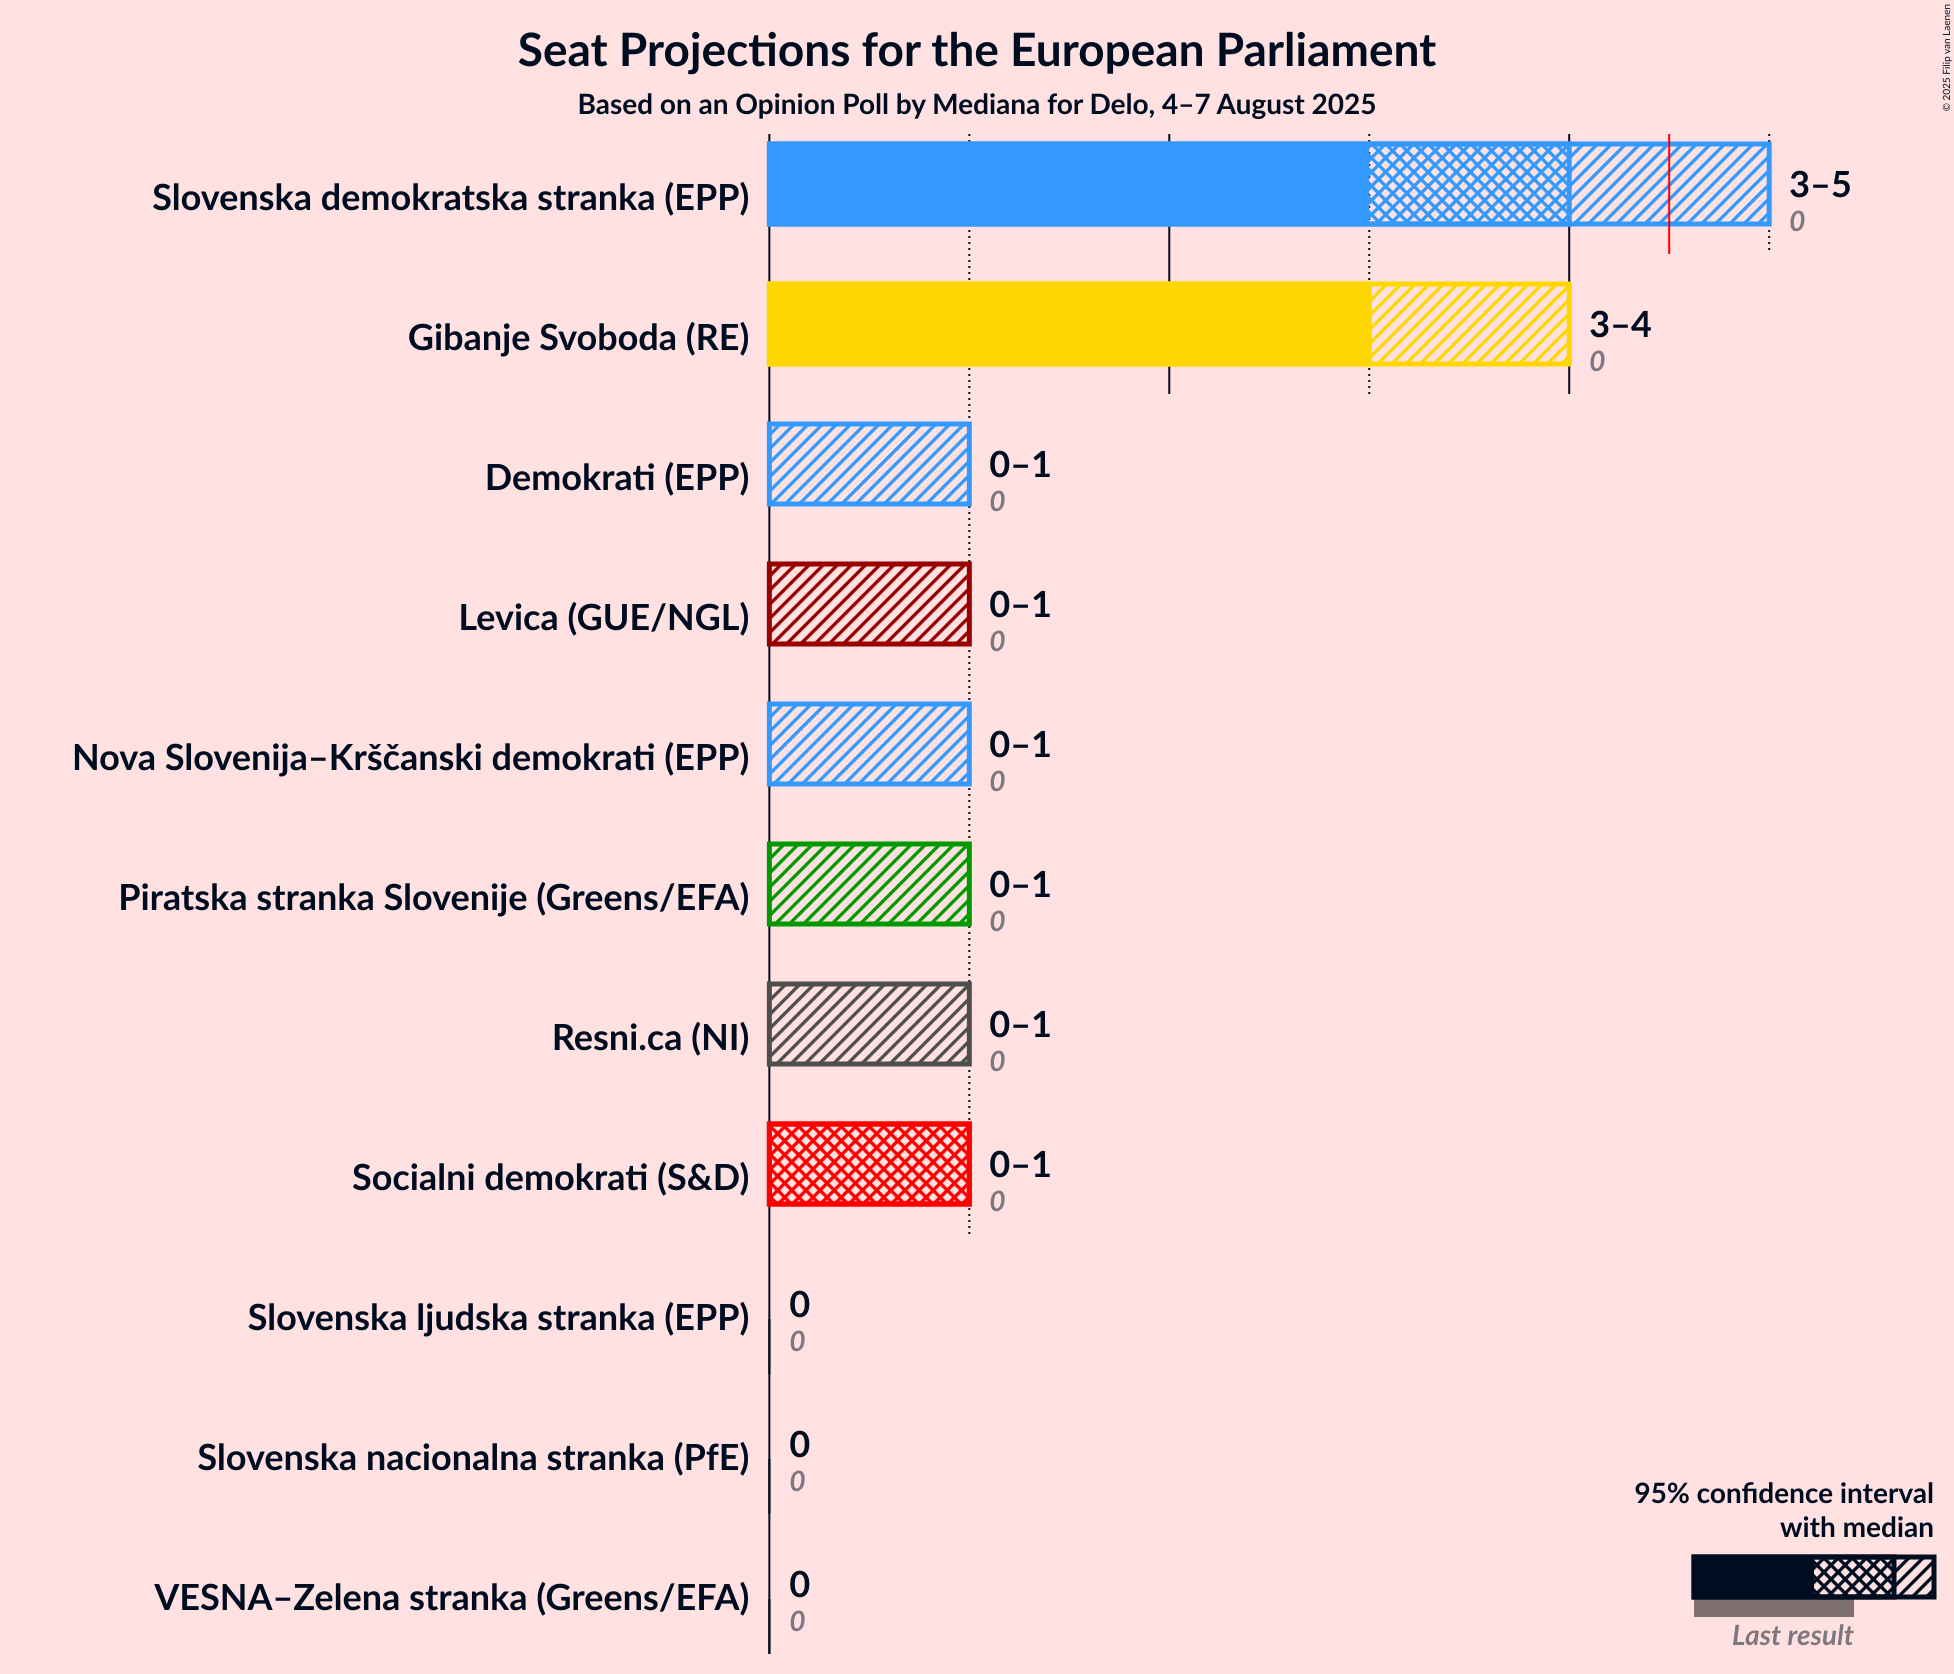 Seat Projections for the European Parliament
Based on an Opinion Poll by Mediana for Delo, 4–7 August 2025
© 2025 Filip van Laenen
Slovenska demokratska stranka (EPP)
3–5
0
Gibanje Svoboda (RE)
3–4
0
Demokrati (EPP)
0–1
0
Levica (GUE/NGL)
0–1
0
Nova Slovenija–Krščanski demokrati (EPP)
0–1
0
Piratska stranka Slovenije (Greens/EFA)
0–1
0
Resni.ca (NI)
0–1
0
Socialni demokrati (S&D)
0–1
0
Slovenska ljudska stranka (EPP)
0
0
Slovenska nacionalna stranka (PfE)
0
0
VESNA–Zelena stranka (Greens/EFA)
0
0
95% confidence interval
with median
Last result